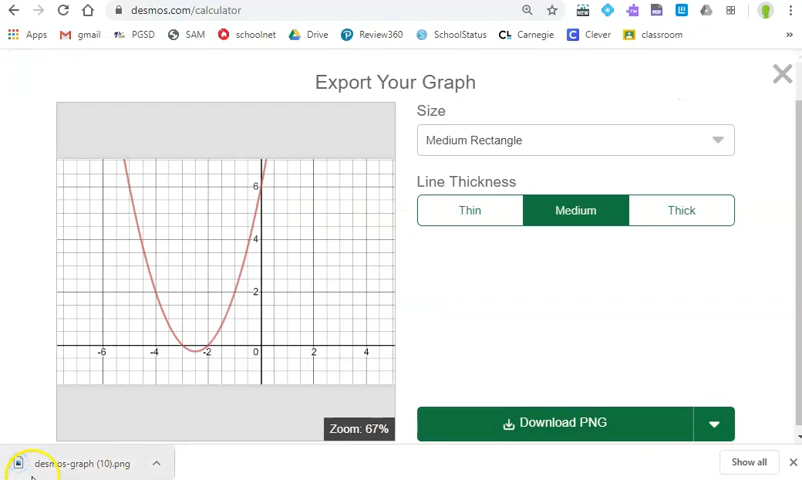 desmos.com/calculator
Apps gmail PGSD SAM schoolnet Drive Review360 SchoolStatus CL Carnegie C Clever classroom »
Export Your Graph
Size
Medium Rectangle
Line Thickness
Thin Medium Thick
6
4
2
-6 -4 -2 0 2 4
Zoom: 67%
Download PNG
desmos-graph (10).png
Show all